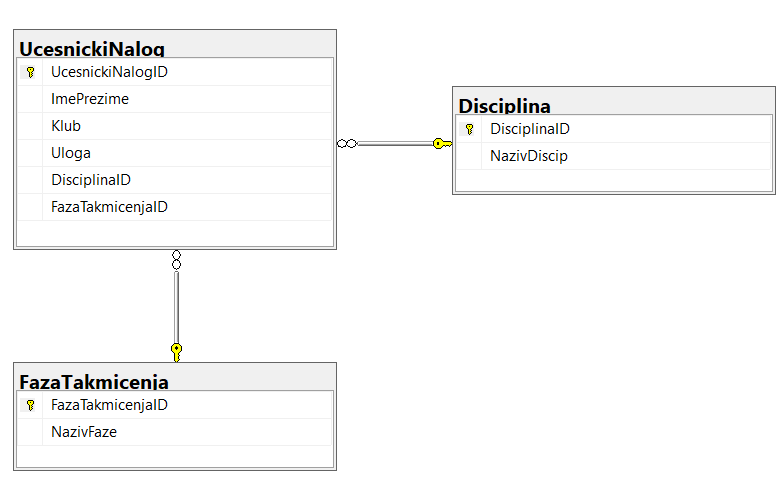 UcesnickiNalog
UcesnickiNalogID
ImePrezime
Klub
Uloga
DisciplinaID
FazaTakmicenjaID
Disciplina
DisciplinaID
NazivDiscip
FazaTakmicenja
FazaTakmicenjaID
NazivFaze